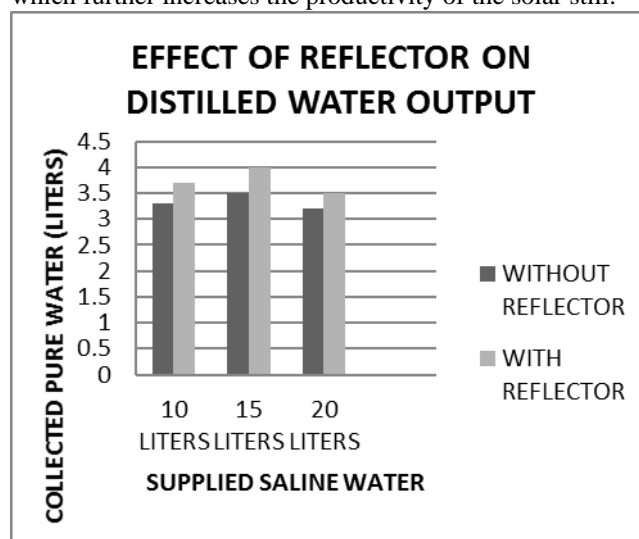 which further increases the productivity of the solar still.
EFFECT OF REFLECTOR ON
DISTILLED WATER OUTPUT
COLLECTED PURE WATER (LITERS)
4.5
4
3.5
3
2.5
2
1.5
1
0.5
0
10 LITERS
15 LITERS
20 LITERS
SUPPLIED SALINE WATER
WITHOUT
REFLECTOR
WITH
REFLECTOR